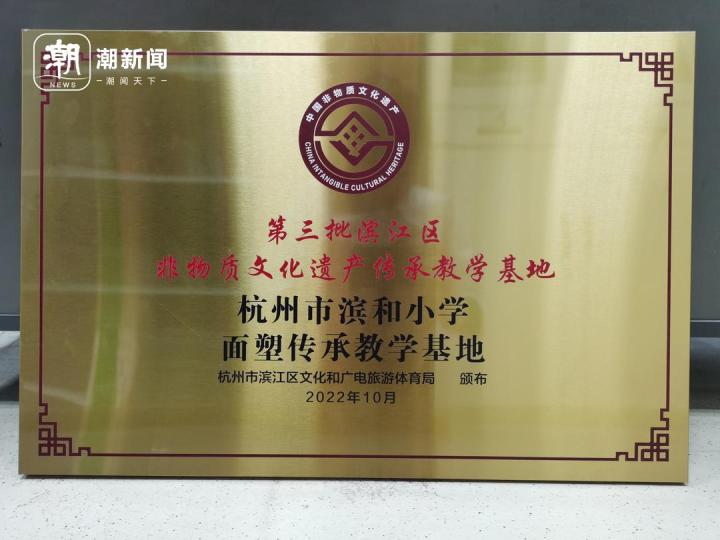 潮
NEWS
潮新闻
潮闻天下
中国非物质文化遗产
CHINA INTANGIBLE CULTURAL HERITAGE
第三批滨江区
非物质文化遗产传承教学基地
杭州市滨和小学
面塑传承教学基地
杭州市滨江区文化和广电旅游体育局 颁布
2022年10月